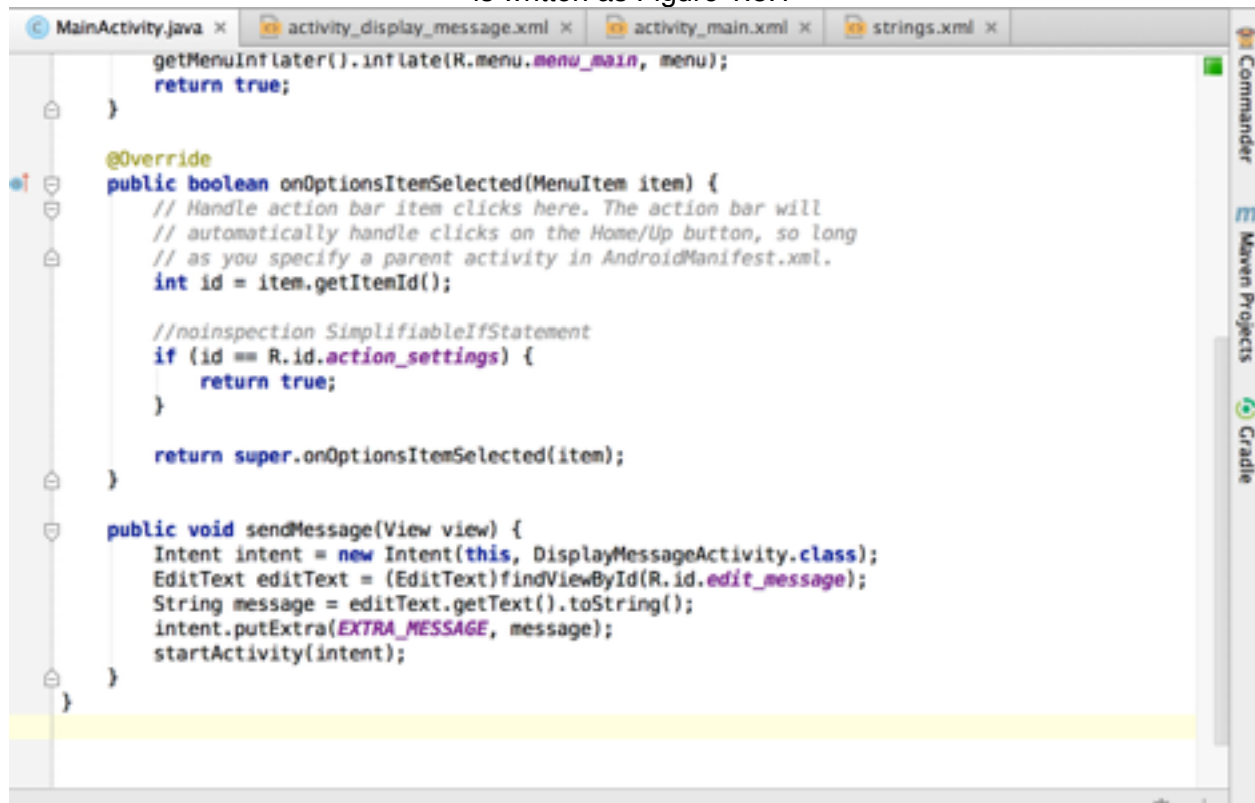 is written as Figure
MainActivity.java × activity_display_message.xml × activity_main.xml × strings.xml ×
getMenuInflater().inflate(R.menu.menu_main, menu);
return true;
}
@Override
public boolean onOptionsItemSelected(MenuItem item) {
// Handle action bar item clicks here. The action bar will
// automatically handle clicks on the Home/Up button, so long
// as you specify a parent activity in AndroidManifest.xml.
int id = item.getItemId();
//noinspection SimplifiableIfStatement
if (id == R.id.action_settings) {
return true;
}
return super.onOptionsItemSelected(item);
}
public void sendMessage(View view) {
Intent intent = new Intent(this, DisplayMessageActivity.class);
EditText editText = (EditText)findViewById(R.id.edit_message);
String message = editText.getText().toString();
intent.putExtra(EXTRA_MESSAGE, message);
startActivity(intent);
}
}
Commander
m Maven Projects
Gradle